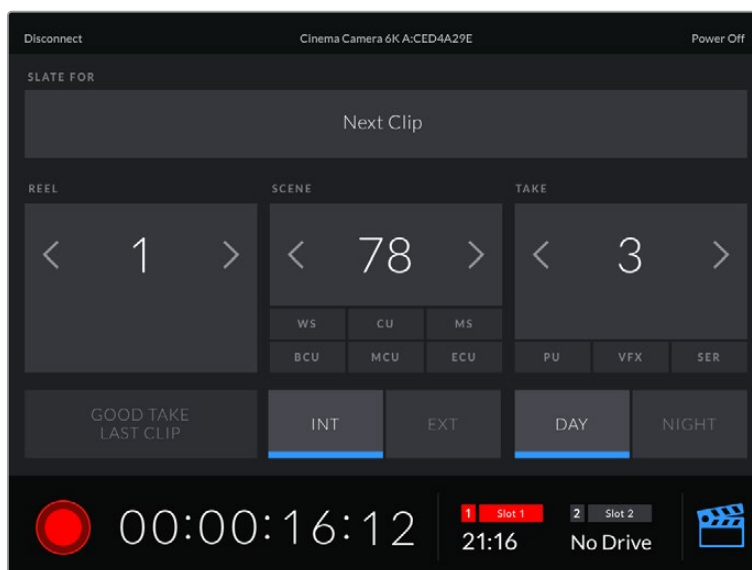 Disconnect Cinema Camera 6K A:CED4A29E Power Off
SLATE FOR
Next Clip
REEL SCENE TAKE
1 78 3
WS CU MS
BCU MCU ECU PU VFX SER
GOOD TAKE
LAST CLIP
INT EXT DAY NIGHT
00:00:16:12
1 Slot 1 2 Slot 2
21:16 No Drive